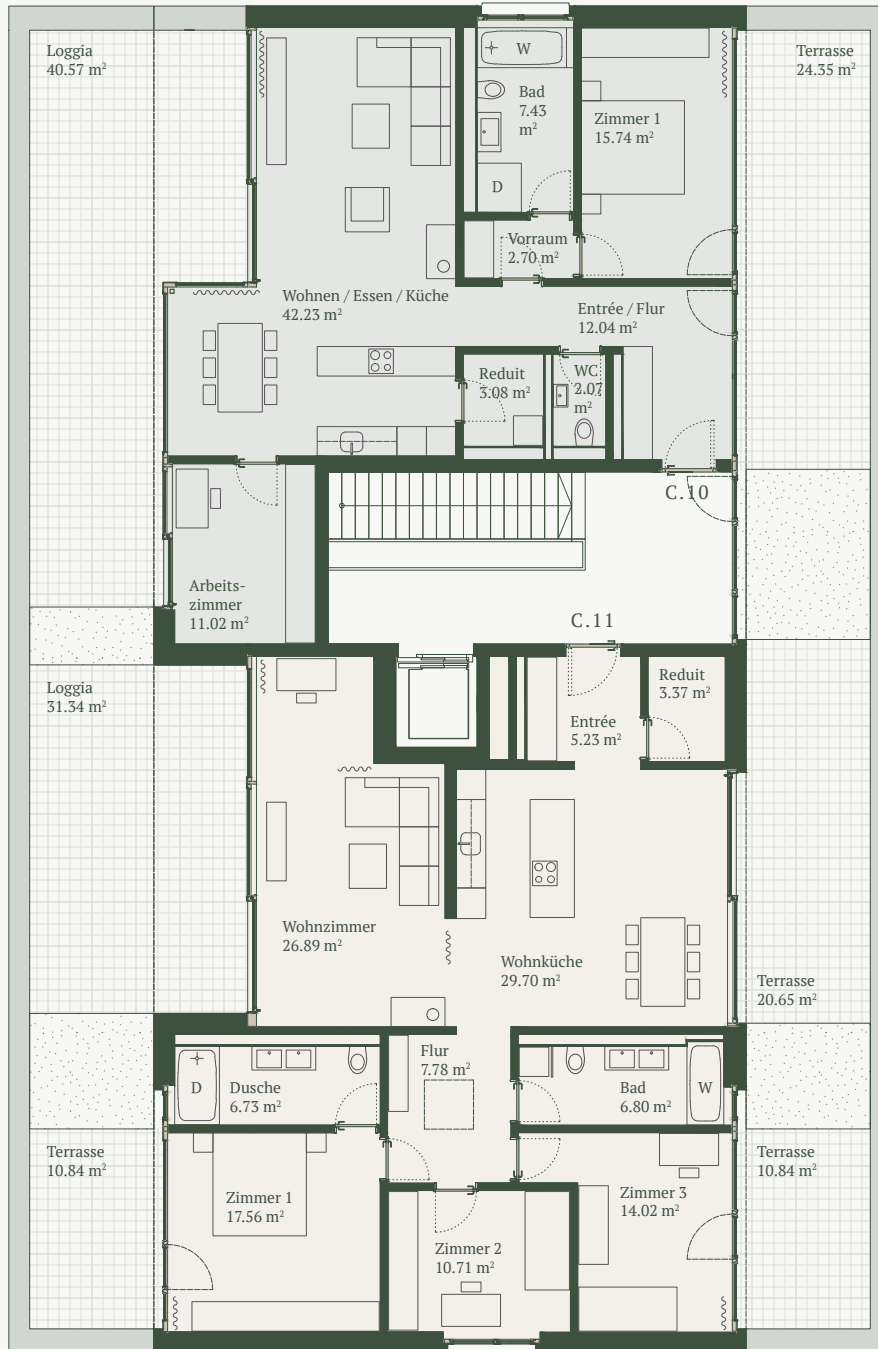 Loggia
40.57 m²
W
Bad
7.43
m²
D
Zimmer 1
15.74 m²
Terrasse
24.35 m²
Vorraum
2.70 m²
Wohnen / Essen / Küche
42.23 m²
Entrée / Flur
12.04 m²
Reduit
3.08 m²
WC
2.07
m²
C.10
Arbeits-
zimmer
11.02 m²
C.11
Loggia
31.34 m²
Entrée
5.23 m²
Reduit
3.37 m²
Wohnzimmer
26.89 m²
Wohnküche
29.70 m²
Terrasse
20.65 m²
D
Dusche
6.73 m²
Flur
7.78 m²
Bad
6.80 m²
W
Terrasse
10.84 m²
Zimmer 1
17.56 m²
Zimmer 2
10.71 m²
Zimmer 3
14.02 m²
Terrasse
10.84 m²